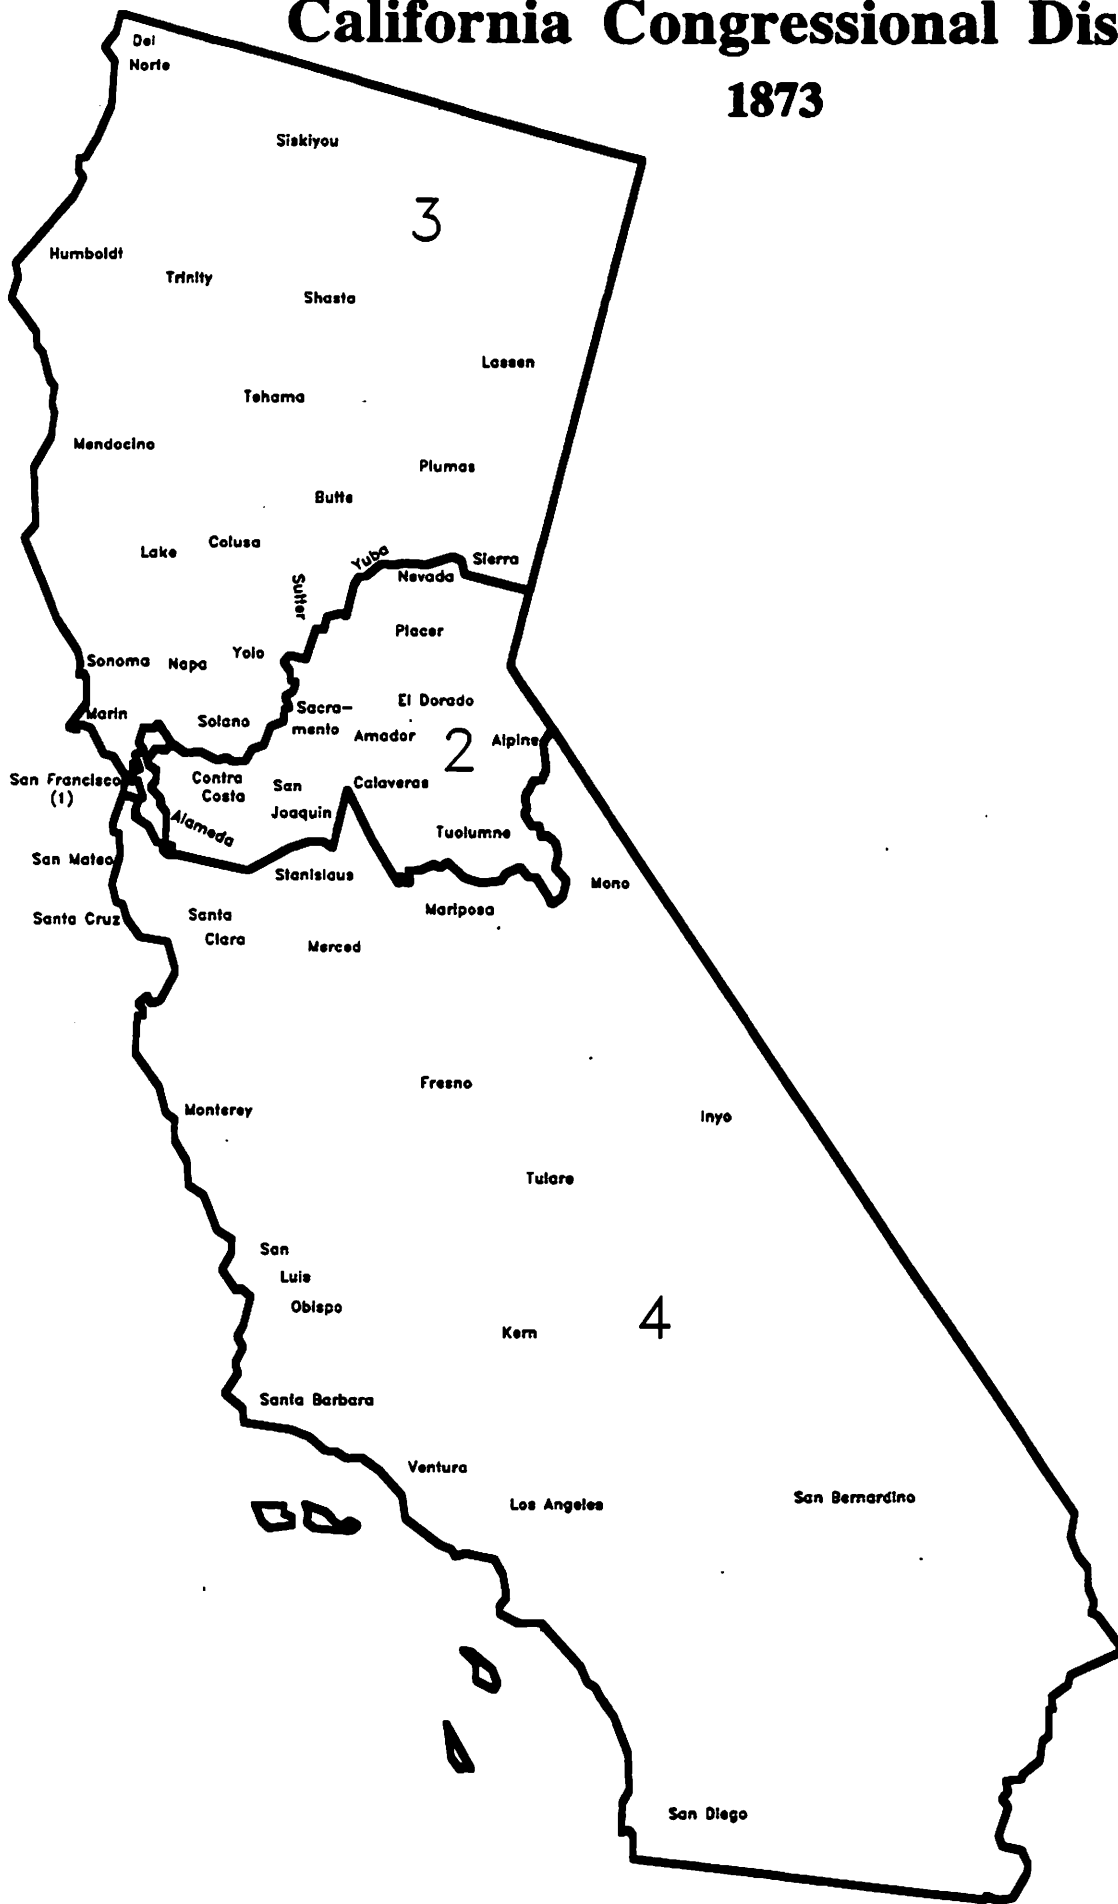 California Congressional Dis
1873
Del
Norte
Siskiyou
3
Humboldt
Trinity
Shasta
Lassen
Tehama
Mendocino
Plumas
Butte
Lake
Colusa
Yuba
Sierra
Sutter
Nevada
Placer
Sonoma
Napa
Yolo
El Dorado
Marin
Solano
Sacra-
mento
Amador
2
Alpine
San Francisco
(1)
Contra
Costa
San
Joaquin
Calaveras
Alameda
Tuolumne
San Mateo
Stanislaus
Mono
Santa Cruz
Santa
Clara
Mariposa
Merced
Fresno
Monterey
Inyo
Tulare
San
Luis
Obispo
Kern
4
Santa Barbara
Ventura
Los Angeles
San Bernardino
San Diego